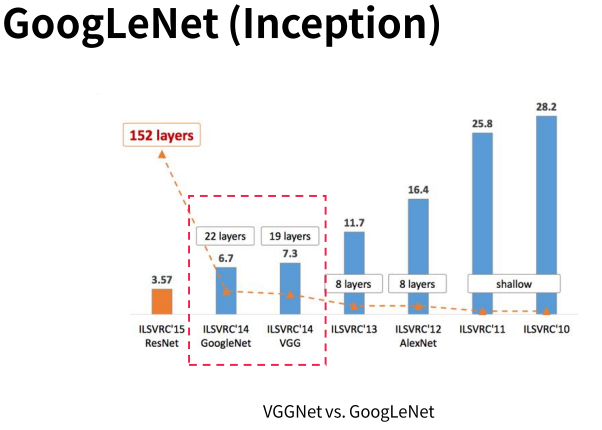 GoogLeNet (Inception)
28.2
25.8
152 layers
16.4
22 layers
19 layers
11.7
6.7
7.3
3.57
8 layers
8 layers
shallow
ILSVRC'15
ResNet
ILSVRC'14
GoogleNet
ILSVRC'14
VGG
ILSVRC'13
ILSVRC'12
AlexNet
ILSVRC'11
ILSVRC'10
VGGNet vs. GoogLeNet